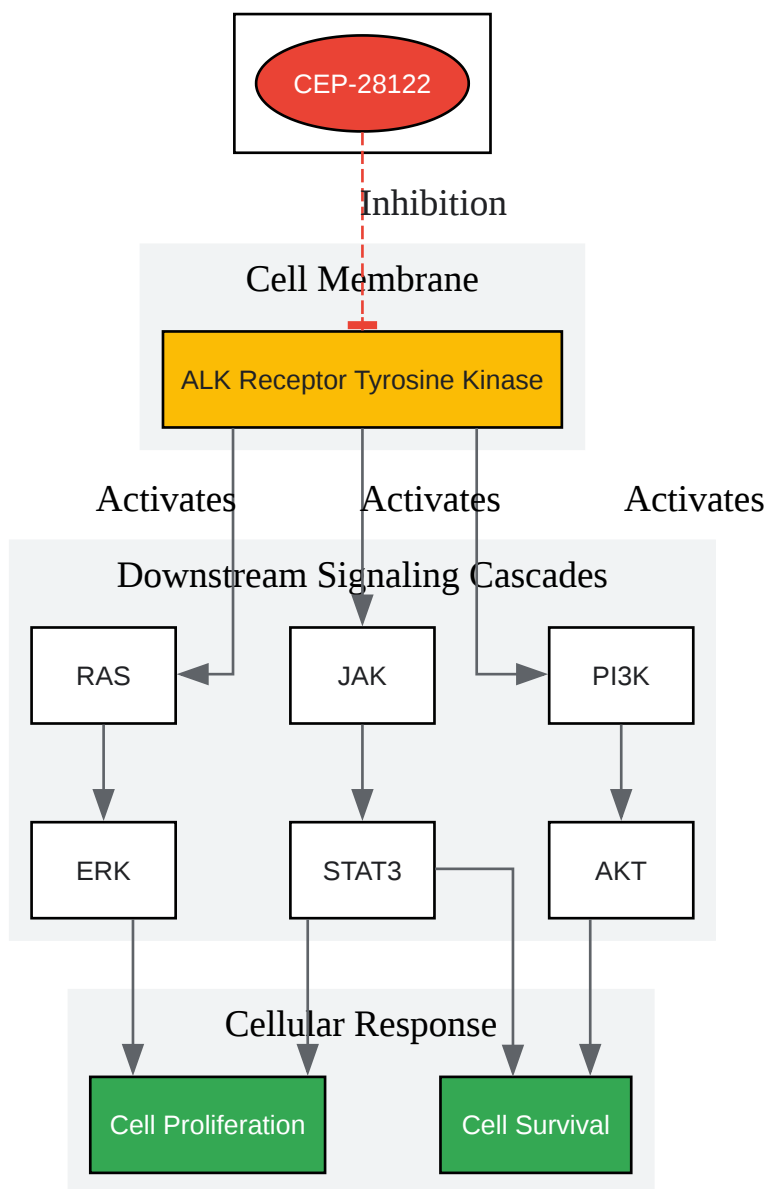 CEP-28122
Inhibition
Cell Membrane
ALK Receptor Tyrosine Kinase
Activates
Activates
Activates
Downstream Signaling Cascades
RAS
JAK
PI3K
ERK
STAT3
AKT
Cellular Response
Cell Proliferation
Cell Survival